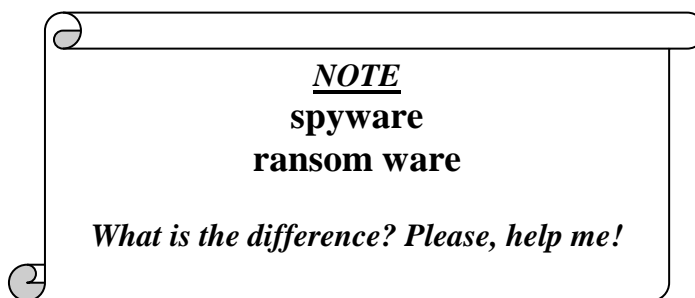 NOTE
spyware
ransom ware
What is the difference? Please, help me!